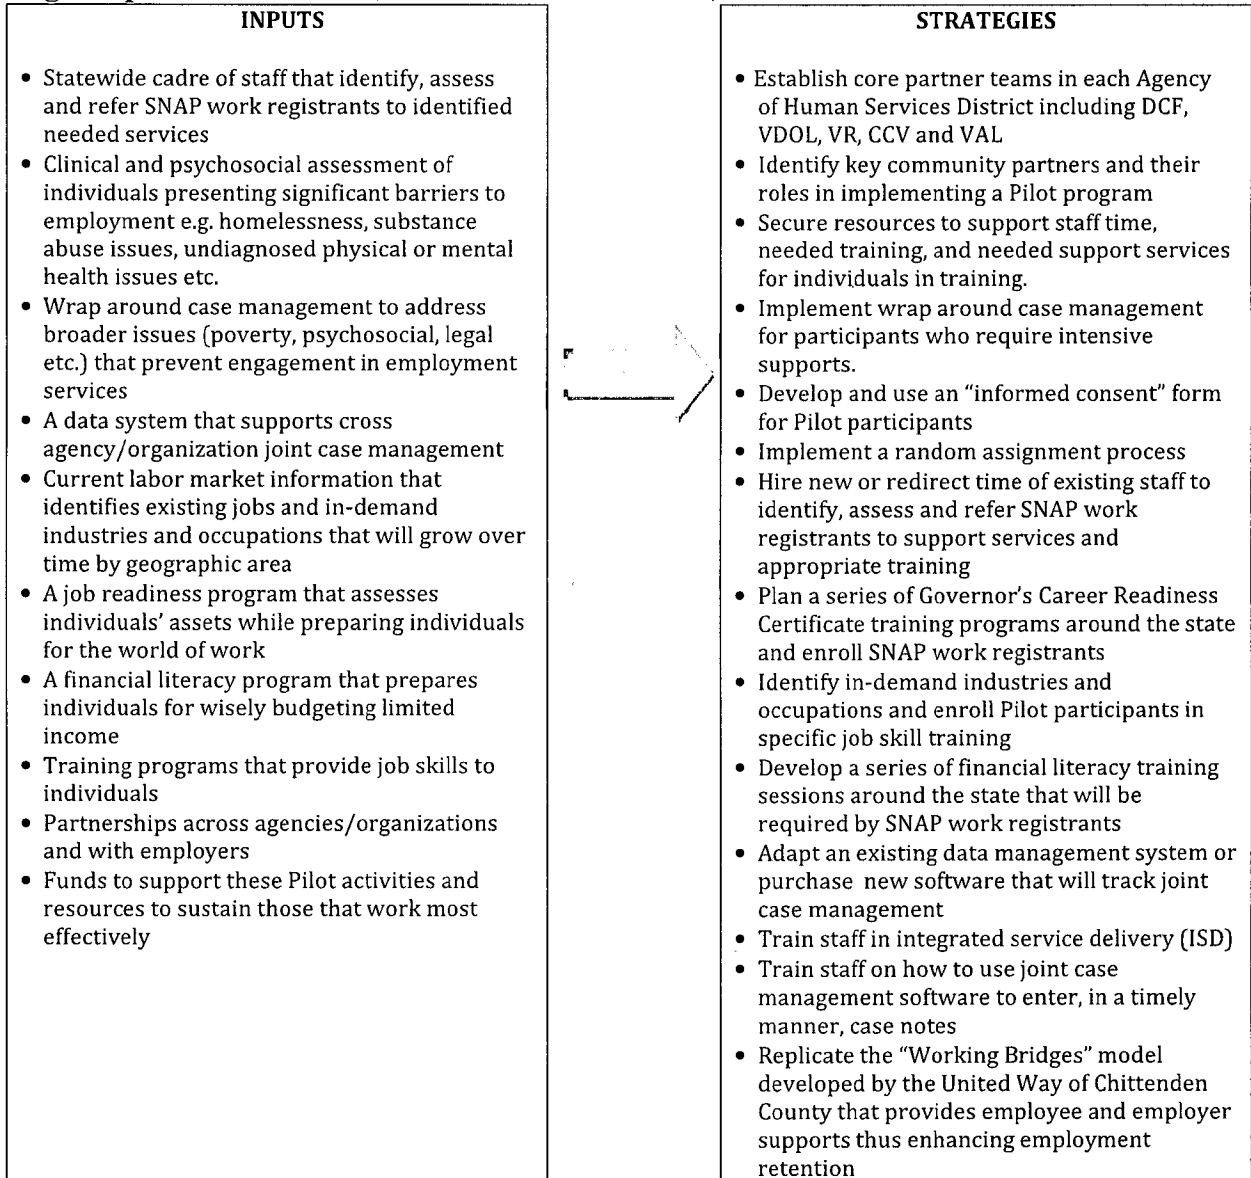 INPUTS
• Statewide cadre of staff that identify, assess
and refer SNAP work registrants to identified
needed services
• Clinical and psychosocial assessment of
individuals presenting significant barriers to
employment e.g. homelessness, substance
abuse issues, undiagnosed physical or mental
health issues etc.
• Wrap around case management to address
broader issues (poverty, psychosocial, legal
etc.) that prevent engagement in employment
services
• A data system that supports cross
agency/organization joint case management
• Current labor market information that
identifies existing jobs and in-demand
industries and occupations that will grow over
time by geographic area
• A job readiness program that assesses
individuals' assets while preparing individuals
for the world of work
• A financial literacy program that prepares
individuals for wisely budgeting limited
income
• Training programs that provide job skills to
individuals
• Partnerships across agencies/organizations
and with employers
• Funds to support these Pilot activities and
resources to sustain those that work most
effectively
STRATEGIES
• Establish core partner teams in each Agency
of Human Services District including DCF,
VDOL, VR, CCV and VAL
• Identify key community partners and their
roles in implementing a Pilot program
• Secure resources to support staff time,
needed training, and needed support services
for individuals in training.
• Implement wrap around case management
for participants who require intensive
supports.
• Develop and use an "informed consent" form
for Pilot participants
• Implement a random assignment process
• Hire new or redirect time of existing staff to
identify, assess and refer SNAP work
registrants to support services and
appropriate training
• Plan a series of Governor's Career Readiness
Certificate training programs around the state
and enroll SNAP work registrants
• Identify in-demand industries and
occupations and enroll Pilot participants in
specific job skill training
• Develop a series of financial literacy training
sessions around the state that will be
required by SNAP work registrants
• Adapt an existing data management system or
purchase new software that will track joint
case management
• Train staff in integrated service delivery (ISD)
• Train staff on how to use joint case
management software to enter, in a timely
manner, case notes
• Replicate the "Working Bridges" model
developed by the United Way of Chittenden
County that provides employee and employer
supports thus enhancing employment
retention